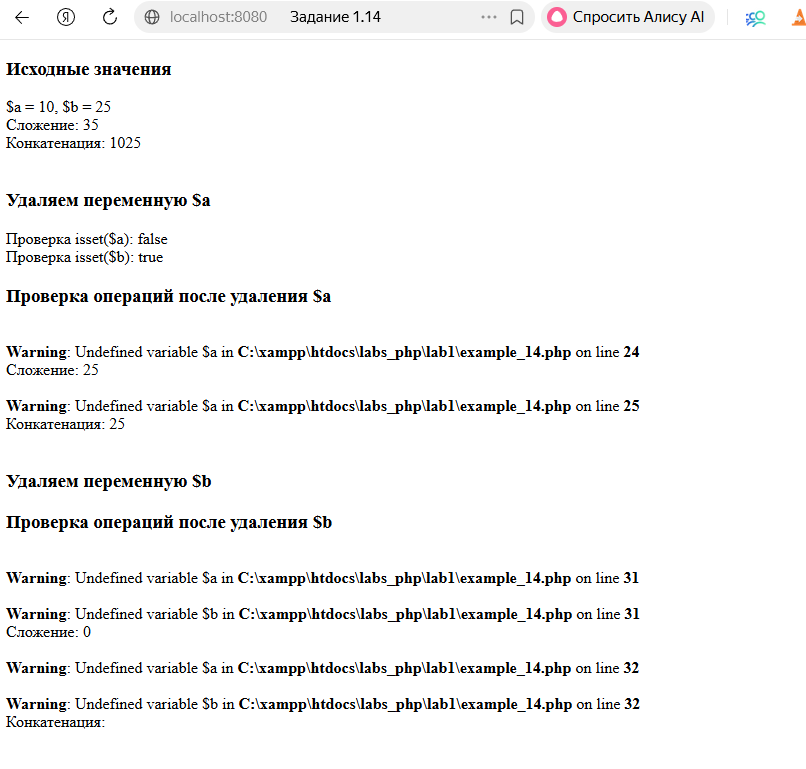 localhost:8080 Задание 1.14 Спросить Алису AI
Исходные значения
$a = 10, $b = 25
Сложение: 35
Конкатенация: 1025
Удаляем переменную $a
Проверка isset($a): false
Проверка isset($b): true
Проверка операций после удаления $a
Warning: Undefined variable $a in C:\xampp\htdocs\labs_php\lab1\example_14.php on line 24
Сложение: 25
Warning: Undefined variable $a in C:\xampp\htdocs\labs_php\lab1\example_14.php on line 25
Конкатенация: 25
Удаляем переменную $b
Проверка операций после удаления $b
Warning: Undefined variable $a in C:\xampp\htdocs\labs_php\lab1\example_14.php on line 31
Warning: Undefined variable $b in C:\xampp\htdocs\labs_php\lab1\example_14.php on line 31
Сложение: 0
Warning: Undefined variable $a in C:\xampp\htdocs\labs_php\lab1\example_14.php on line 32
Warning: Undefined variable $b in C:\xampp\htdocs\labs_php\lab1\example_14.php on line 32
Конкатенация: